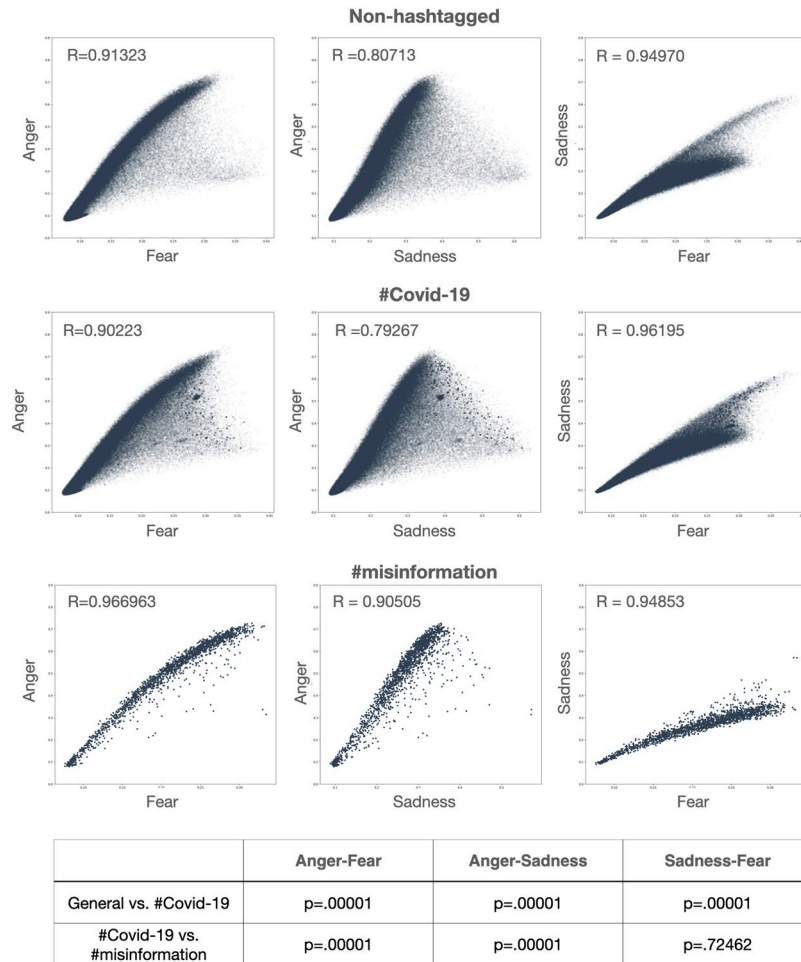 Non-hashtagged
R=0.91323
Anger
Fear
R =0.80713
Anger
Sadness
R = 0.94970
Sadness
Fear
#Covid-19
R=0.90223
Anger
Fear
R =0.79267
Anger
Sadness
R = 0.96195
Sadness
Fear
#misinformation
R=0.966963
Anger
Fear
R = 0.90505
Anger
Sadness
R = 0.94853
Sadness
Fear
Anger-Fear Anger-Sadness Sadness-Fear
General vs. #Covid-19 p=.00001 p=.00001 p=.00001
#Covid-19 vs.
#misinformation p=.00001 p=.00001 p=.72462